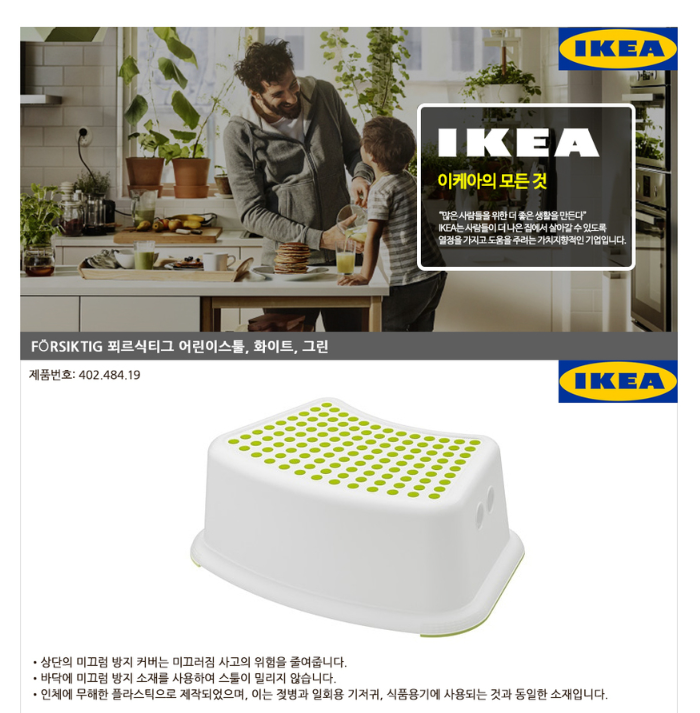 IKEA
IKEA
이케아의 모든 것
"많은 사람들을 위한 더 좋은 생활을 만든다"
IKEA는 사람들이 더 나은 집에서 살아갈 수 있도록
열정을 가지고 도움을 주려는 가치지향적인 기업입니다.
FÖRSIKTIG 푀르식티그 어린이스툴, 화이트, 그린
제품번호: 402.484.19
IKEA
• 상단의 미끄럼 방지 커버는 미끄러짐 사고의 위험을 줄여줍니다.
• 바닥에 미끄럼 방지 소재를 사용하여 스툴이 밀리지 않습니다.
• 인체에 무해한 플라스틱으로 제작되었으며, 이는 젖병과 일회용 기저귀, 식품용기에 사용되는 것과 동일한 소재입니다.